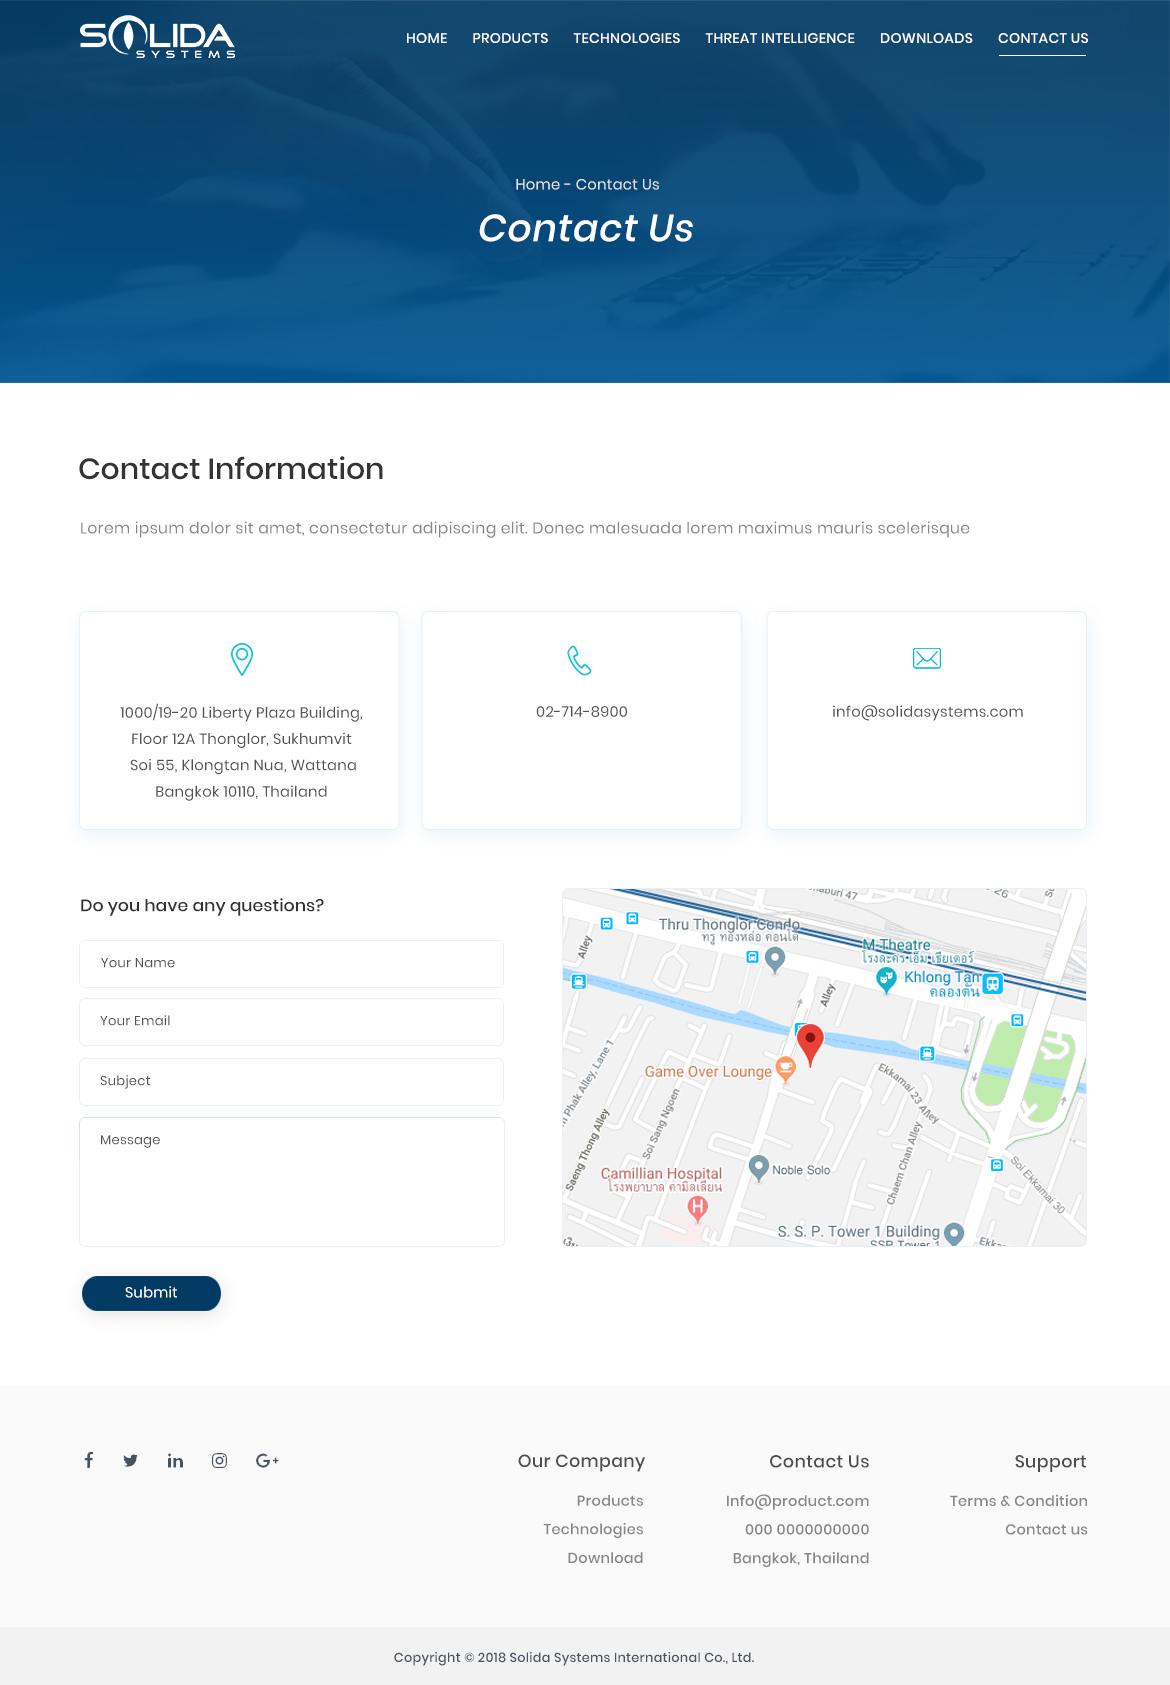 SOLIDA
SYSTEMS
HOME PRODUCTS TECHNOLOGIES THREAT INTELLIGENCE DOWNLOADS CONTACT US
Home - Contact Us
Contact Us
Contact Information
Lorem ipsum dolor sit amet, consectetur adipiscing elit. Donec malesuada lorem maximus mauris scelerisque
1000/19-20 Liberty Plaza Building,
Floor 12A Thonglor, Sukhumvit
Soi 55, Klongtan Nua, Wattana
Bangkok 10110, Thailand
02-714-8900
info@solidasystems.com
Do you have any questions?
Your Name
Your Email
Subject
Message
Submit
haburi 47
26
Thru Thonglor Condo
ทรู ทองหล่อ คอนโด
Alley
M Theatre
โรงละคร เอ็ม เธียเตอร์
Khlong Tan
คลองตัน
Alley
Game Over Lounge
Ekkamai 23 Alley
Phak Alley, Lane 1
Soi Sang Ngoen
Saeng Thong Alley
Chaem Chan Alley
Soi Ekkamai 30
Camillian Hospital
โรงพยาบาล คามิลเลียน
H
Noble Solo
S. S. P. Tower 1 Building
SSP Tower 1
Ekka
Our Company
Products
Technologies
Download
Contact Us
Info@product.com
000 0000000000
Bangkok, Thailand
Support
Terms & Condition
Contact us
Copyright © 2018 Solida Systems International Co., Ltd.